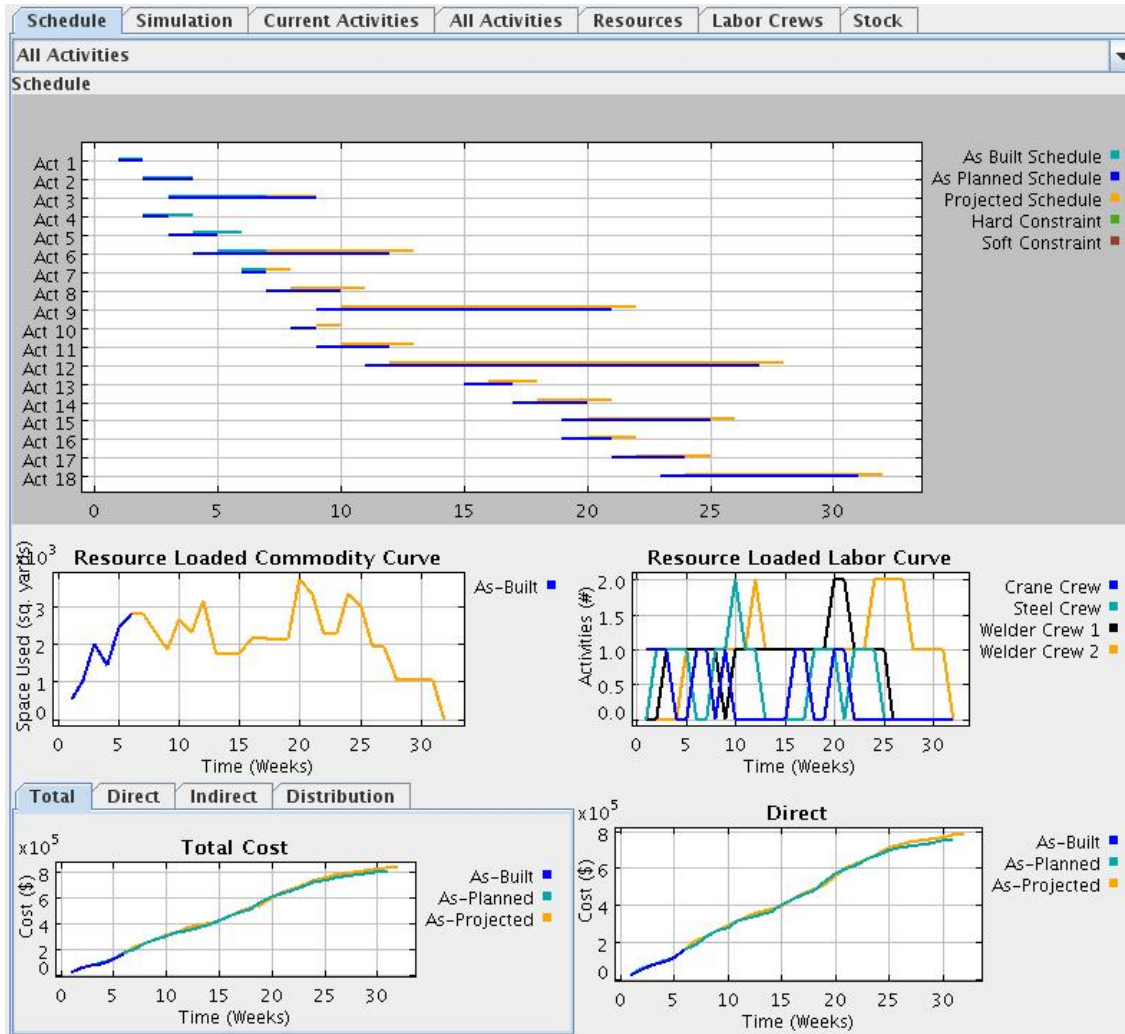 Schedule Simulation Current Activities All Activities Resources Labor Crews Stock
All Activities
Schedule
Act 1
Act 2
Act 3
Act 4
Act 5
Act 6
Act 7
Act 8
Act 9
Act 10
Act 11
Act 12
Act 13
Act 14
Act 15
Act 16
Act 17
Act 18
0 5 10 15 20 25 30
As Built Schedule
As Planned Schedule
Projected Schedule
Hard Constraint
Soft Constraint
x10³ Resource Loaded Commodity Curve
Space Used (sq. yards)
3
2
1
0
0 5 10 15 20 25 30
Time (Weeks)
As-Built
Resource Loaded Labor Curve
Activities (#)
2.0
1.5
1.0
0.5
0.0
0 5 10 15 20 25 30
Time (Weeks)
Crane Crew
Steel Crew
Welder Crew 1
Welder Crew 2
Total Direct Indirect Distribution
x10⁵ Total Cost
Cost ($)
8
6
4
2
0
0 5 10 15 20 25 30
Time (Weeks)
As-Built
As-Planned
As-Projected
x10⁵ Direct
Cost ($)
8
6
4
2
0
0 5 10 15 20 25 30
Time (Weeks)
As-Built
As-Planned
As-Projected